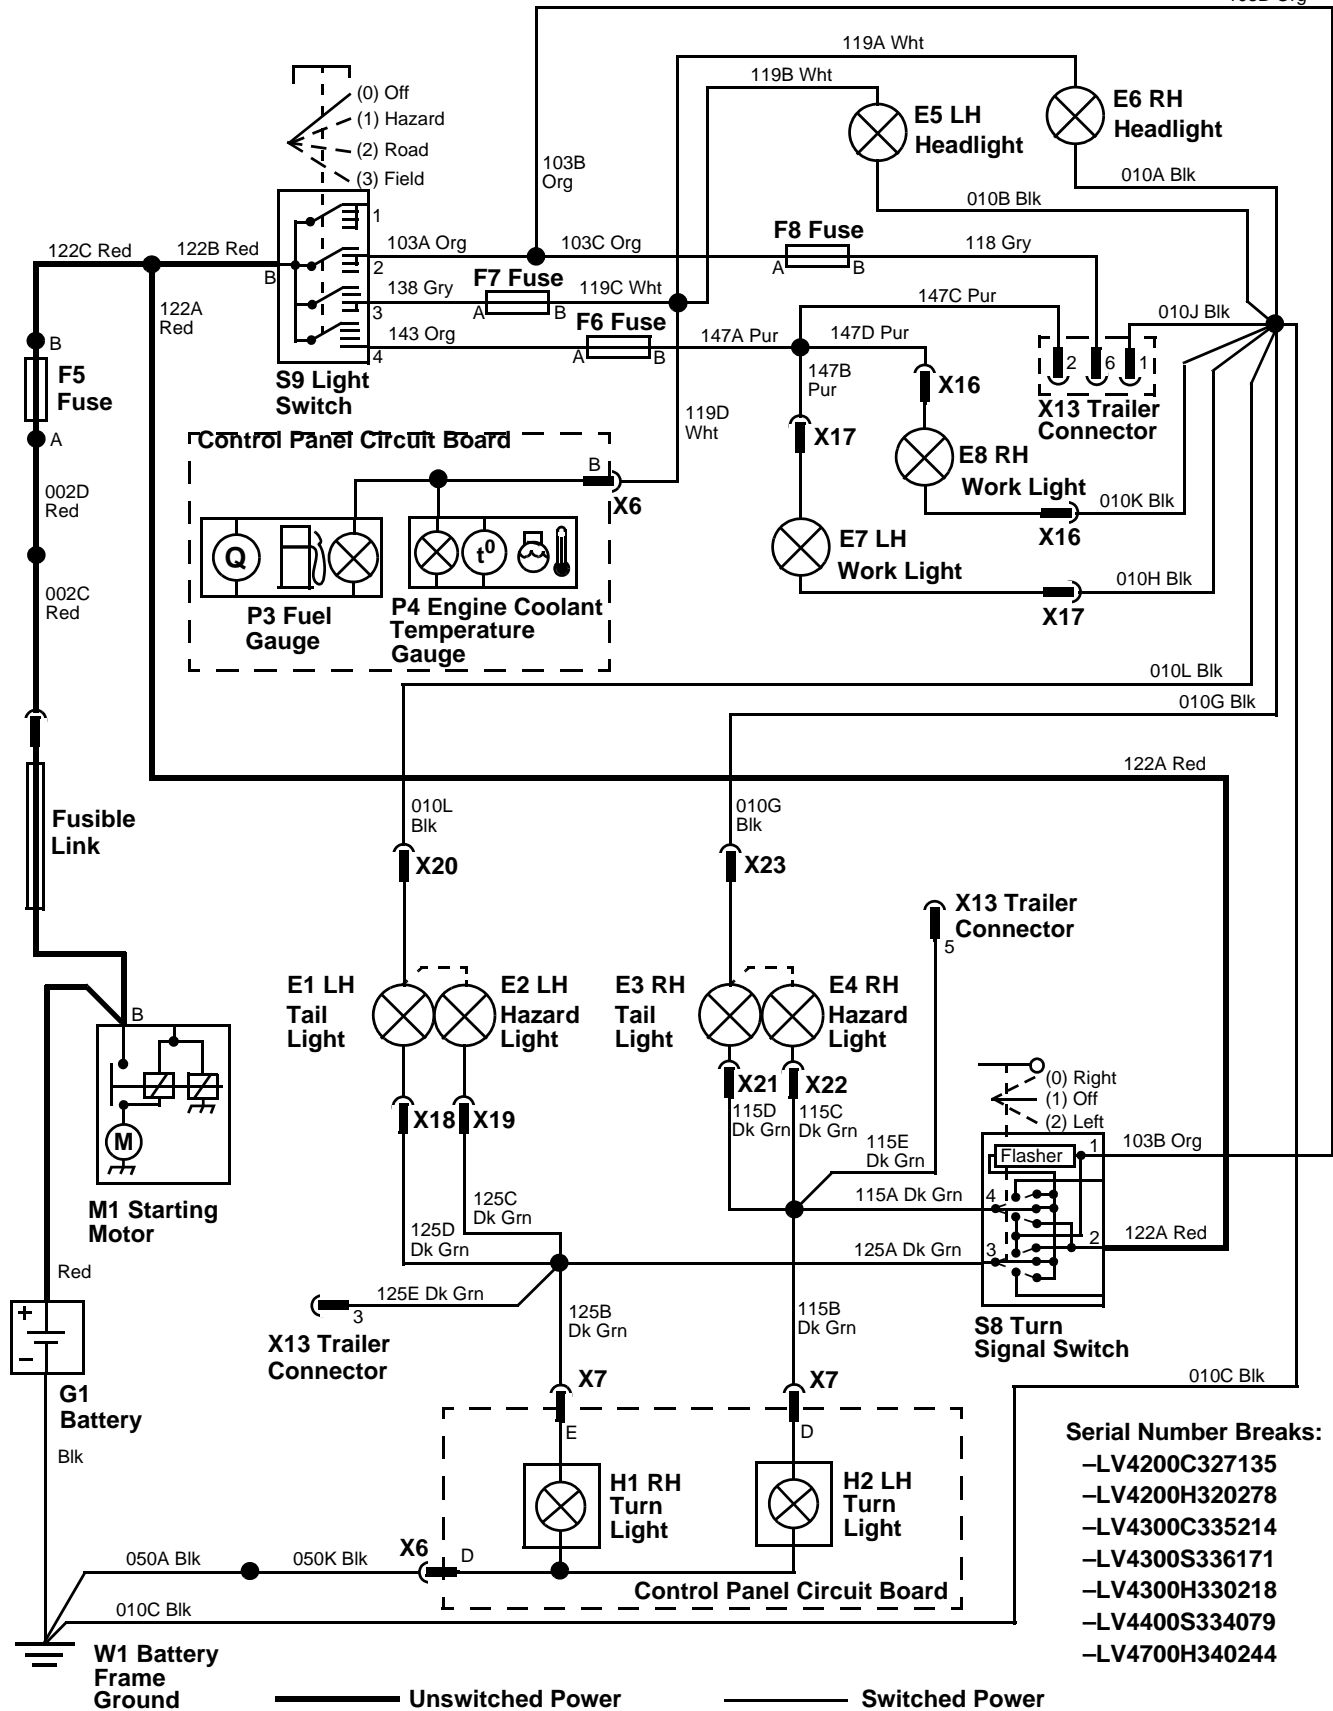 119A Wht
119B Wht
(0) Off
(1) Hazard
(2) Road
(3) Field
E5 LH
Headlight
E6 RH
Headlight
103B
Org
010A Blk
010B Blk
122C Red
122B Red
B
1
2
3
4
103A Org
103C Org
F8 Fuse
A
B
118 Gry
122A
Red
138 Gry
F7 Fuse
A
B
119C Wht
143 Org
F6 Fuse
A
B
147A Pur
147C Pur
147D Pur
147B
Pur
010J Blk
2
6
1
X13 Trailer
Connector
B
F5
Fuse
A
S9 Light
Switch
119D
Wht
X16
X17
E8 RH
Work Light
010K Blk
X16
E7 LH
Work Light
010H Blk
X17
Control Panel Circuit Board
B
X6
002D
Red
Q
t0
P3 Fuel
Gauge
P4 Engine Coolant
Temperature
Gauge
002C
Red
010L Blk
010G Blk
122A Red
010L
Blk
010G
Blk
Fusible
Link
X20
X23
X13 Trailer
Connector
5
E1 LH
Tail
Light
E2 LH
Hazard
Light
E3 RH
Tail
Light
E4 RH
Hazard
Light
B
M
M1 Starting
Motor
X18
X19
X21
X22
115D
Dk Grn
115C
Dk Grn
115E
Dk Grn
(0) Right
(1) Off
(2) Left
Flasher
1
103B Org
115A Dk Grn
4
125C
Dk Grn
125D
Dk Grn
125A Dk Grn
3
2
122A Red
125E Dk Grn
3
X13 Trailer
Connector
125B
Dk Grn
115B
Dk Grn
S8 Turn
Signal Switch
Red
+
–
G1
Battery
Blk
X7
E
X7
D
010C Blk
H1 RH
Turn
Light
H2 LH
Turn
Light
Serial Number Breaks:
–LV4200C327135
–LV4200H320278
–LV4300C335214
–LV4300S336171
–LV4300H330218
–LV4400S334079
–LV4700H340244
050A Blk
050K Blk
X6
D
Control Panel Circuit Board
010C Blk
W1 Battery
Frame
Ground
Unswitched Power
Switched Power